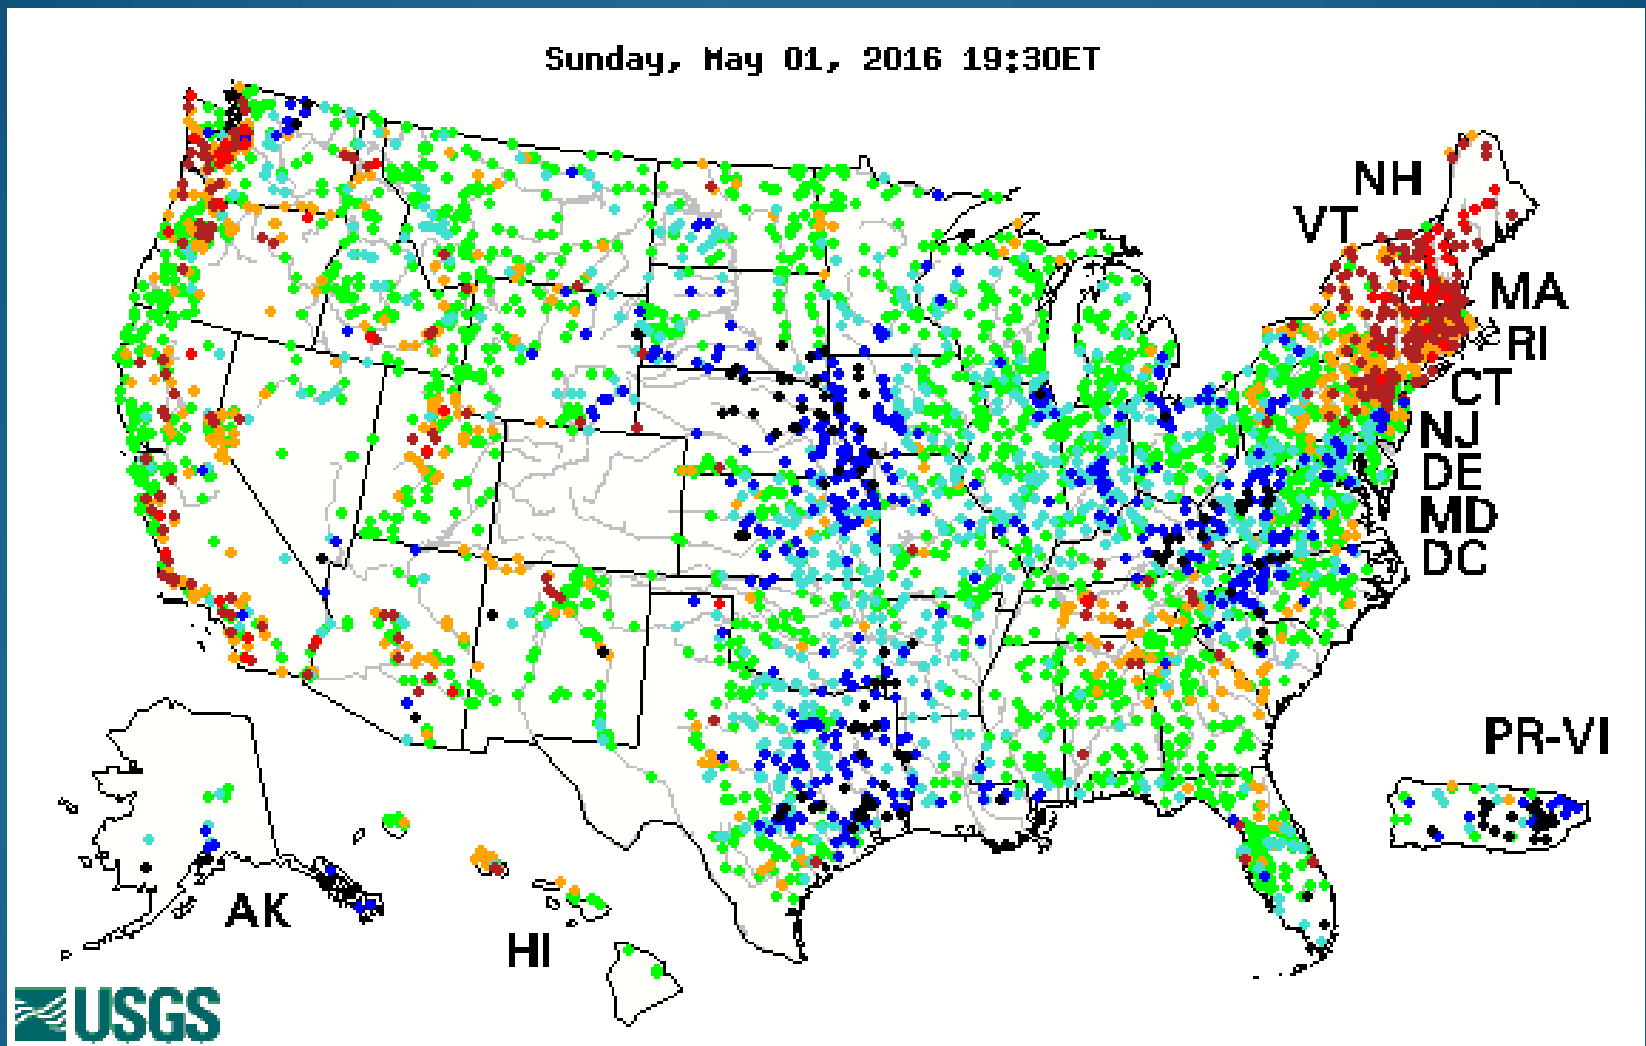 Sunday, May 01, 2016 19:30ET
NH
VT
MA
RI
CT
NJ
DE
MD
DC
PR-VI
AK
HI
USGS